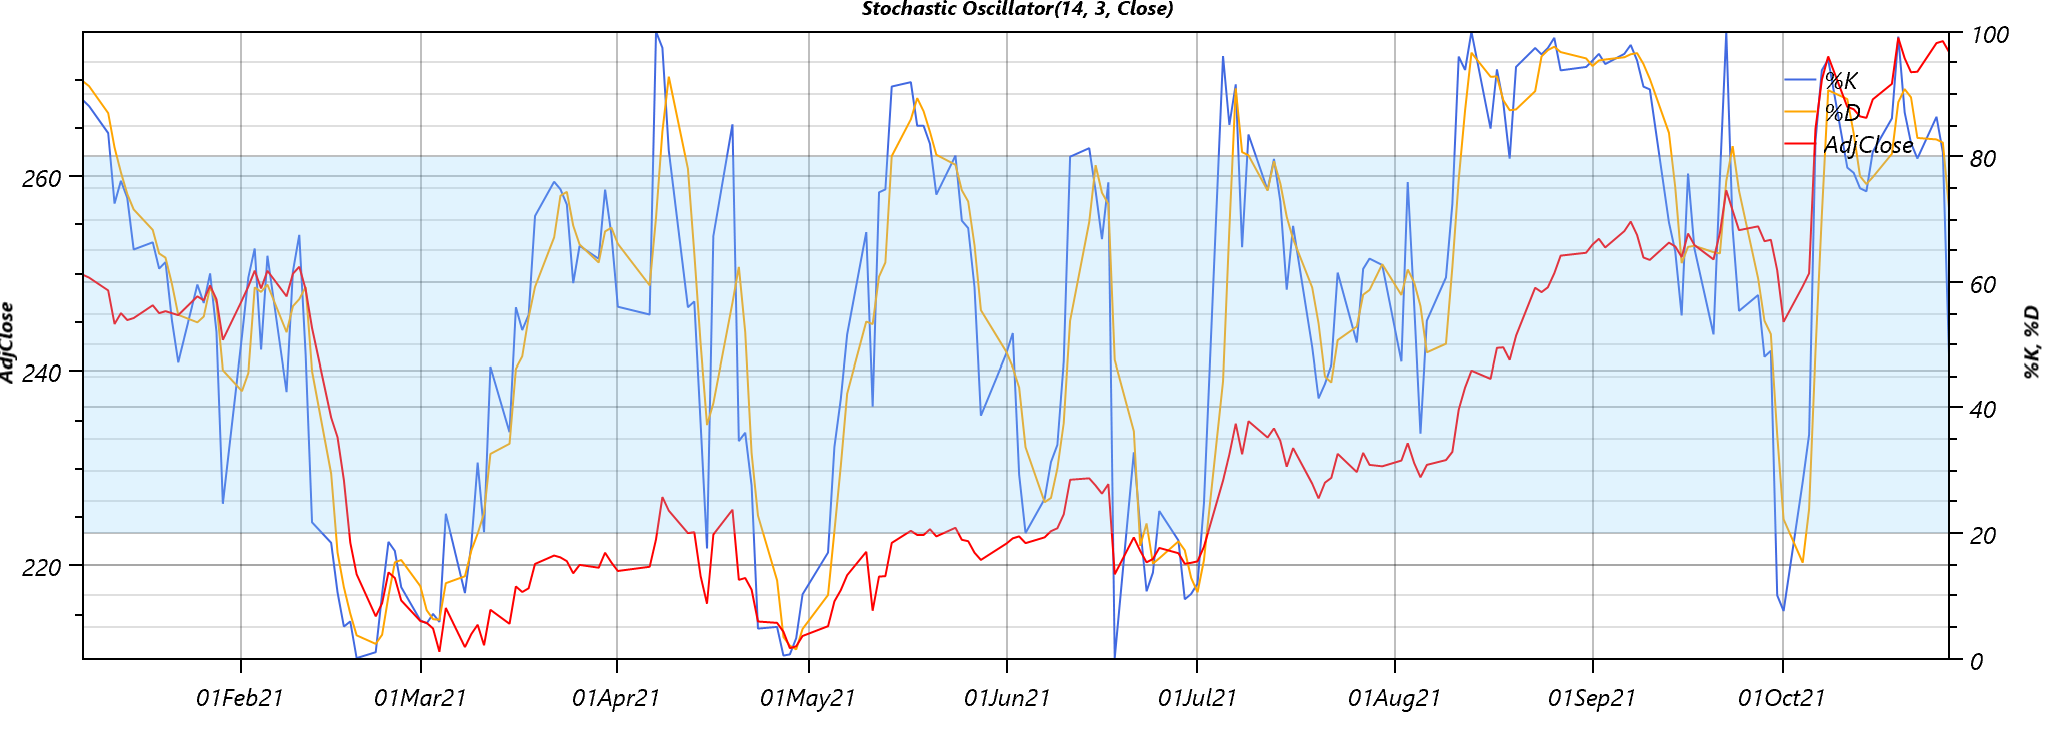 Stochastic Oscillator(14, 3, Close)
AdjClose
260
240
220
100
80
60
40
20
0
%K, %D
%K
%D
AdjClose
01Feb21 01Mar21 01Apr21 01May21 01Jun21 01Jul21 01Aug21 01Sep21 01Oct21